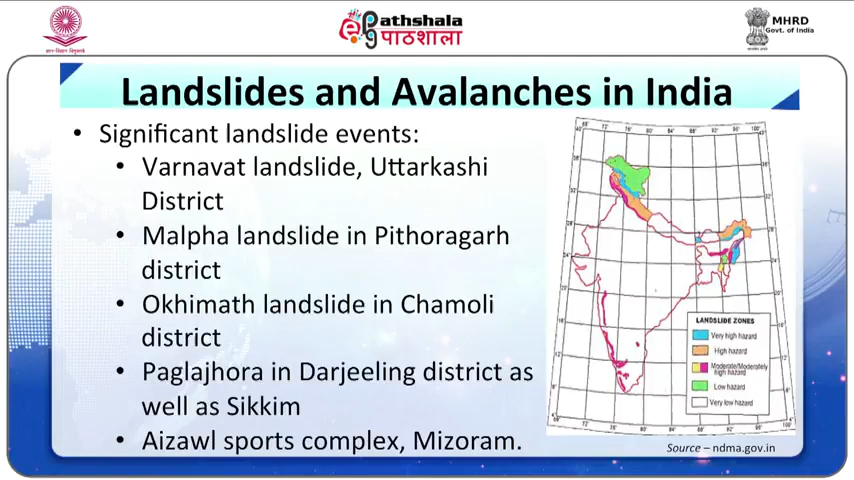 ePathshala
पाठशाला
MHRD
Govt. of India
Landslides and Avalanches in India
• Significant landslide events:
• Varnavat landslide, Uttarkashi
District
• Malpha landslide in Pithoragarh
district
• Okhimath landslide in Chamoli
district
• Paglajhora in Darjeeling district as
well as Sikkim
• Aizawl sports complex, Mizoram.
LANDSLIDE ZONES
Very high hazard
High hazard
Moderate/Moderately
high hazard
Low hazard
Very low hazard
Source – ndma.gov.in